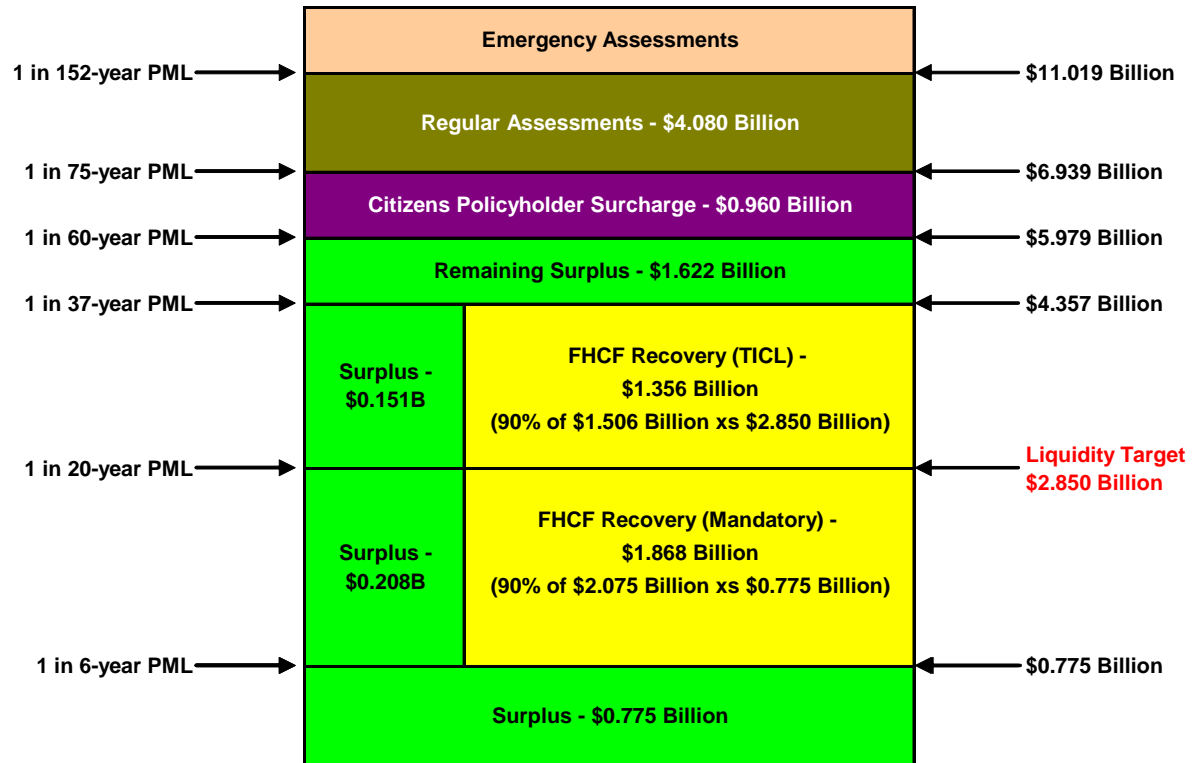 Emergency Assessments
1 in 152-year PML
$11.019 Billion
Regular Assessments - $4.080 Billion
1 in 75-year PML
$6.939 Billion
Citizens Policyholder Surcharge - $0.960 Billion
1 in 60-year PML
$5.979 Billion
Remaining Surplus - $1.622 Billion
1 in 37-year PML
$4.357 Billion
Surplus -
$0.151B
FHCF Recovery (TICL) -
$1.356 Billion
(90% of $1.506 Billion xs $2.850 Billion)
1 in 20-year PML
Liquidity Target
$2.850 Billion
Surplus -
$0.208B
FHCF Recovery (Mandatory) -
$1.868 Billion
(90% of $2.075 Billion xs $0.775 Billion)
1 in 6-year PML
$0.775 Billion
Surplus - $0.775 Billion